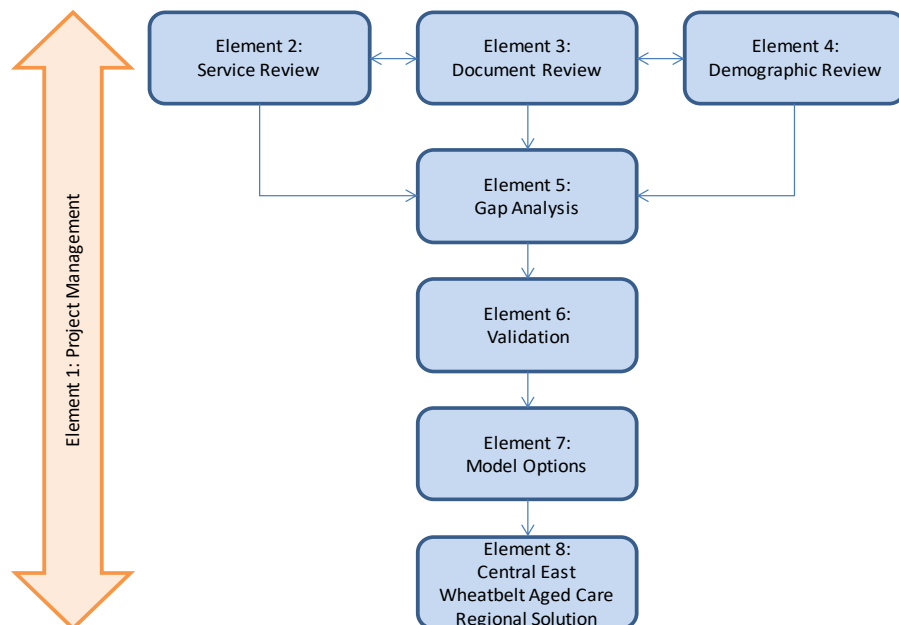 Element 1: Project Management
Element 2:
Service Review
Element 3:
Document Review
Element 4:
Demographic Review
Element 5:
Gap Analysis
Element 6:
Validation
Element 7:
Model Options
Element 8:
Central East
Wheatbelt Aged Care
Regional Solution